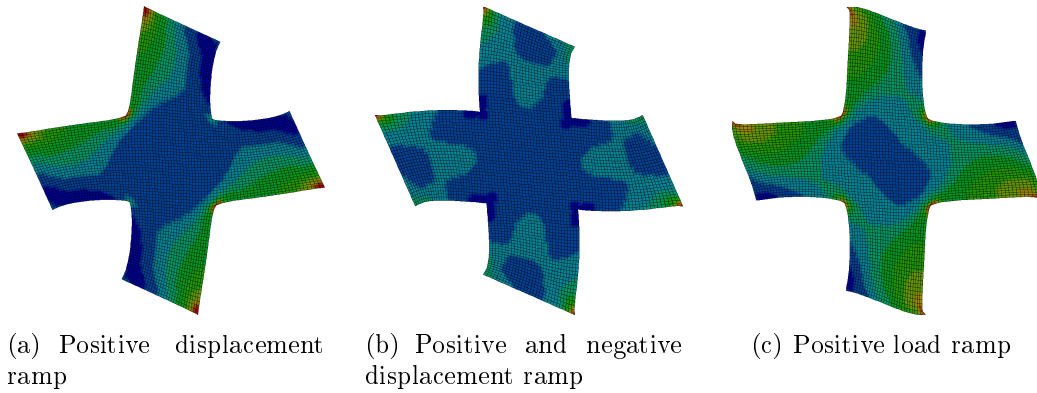 (a) Positive displacement
ramp
(b) Positive and negative
displacement ramp
(c) Positive load ramp